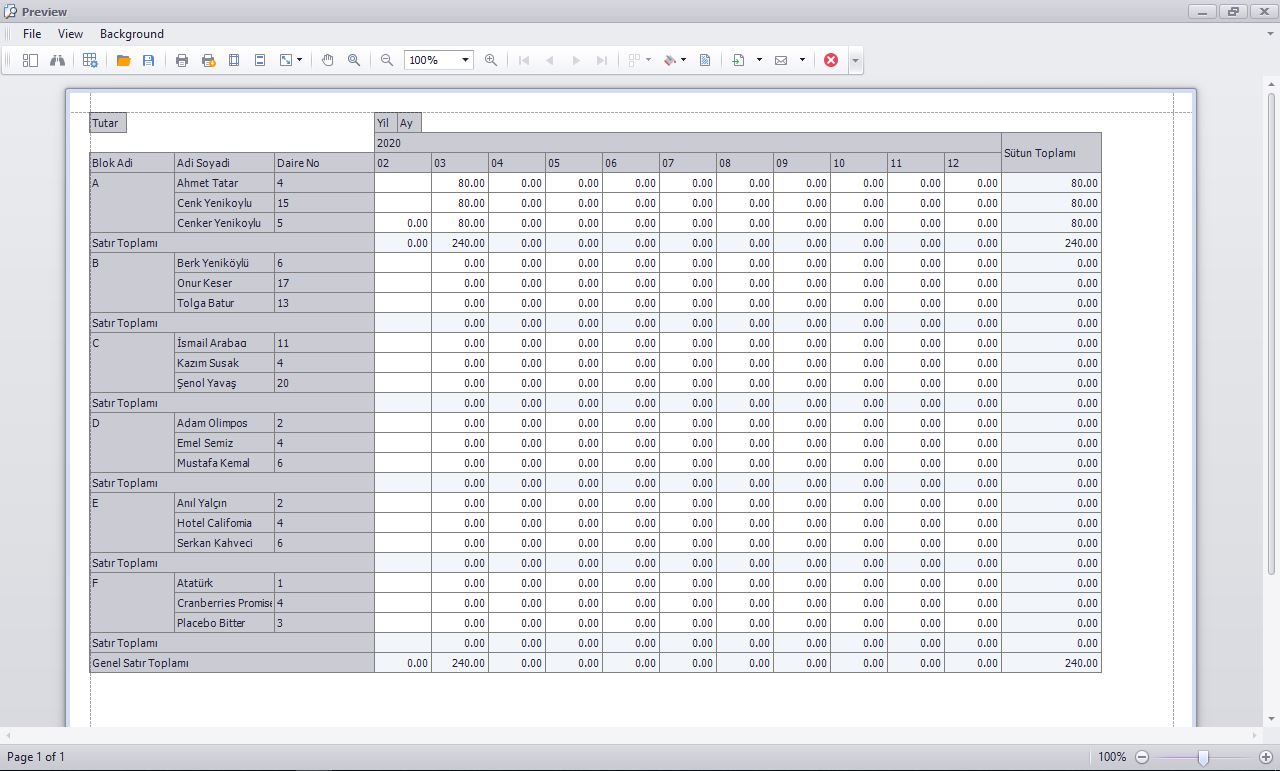 Preview
File View Background
100%
Tutar Yil Ay
2020 Sütun Toplamı
Blok Adi Adi Soyadi Daire No 02 03 04 05 06 07 08 09 10 11 12
A Ahmet Tatar 4 80.00 0.00 0.00 0.00 0.00 0.00 0.00 0.00 0.00 80.00
Cenk Yenikoylu 15 80.00 0.00 0.00 0.00 0.00 0.00 0.00 0.00 0.00 80.00
Cenker Yenikoylu 5 0.00 80.00 0.00 0.00 0.00 0.00 0.00 0.00 0.00 0.00 0.00 80.00
Satır Toplamı 0.00 240.00 0.00 0.00 0.00 0.00 0.00 0.00 0.00 0.00 0.00 240.00
B Berk Yeniköylü 6 0.00 0.00 0.00 0.00 0.00 0.00 0.00 0.00 0.00 0.00 0.00
Onur Keser 17 0.00 0.00 0.00 0.00 0.00 0.00 0.00 0.00 0.00 0.00 0.00
Tolga Batur 13 0.00 0.00 0.00 0.00 0.00 0.00 0.00 0.00 0.00 0.00 0.00
Satır Toplamı 0.00 0.00 0.00 0.00 0.00 0.00 0.00 0.00 0.00 0.00 0.00
C İsmail Arabacı 11 0.00 0.00 0.00 0.00 0.00 0.00 0.00 0.00 0.00 0.00 0.00
Kazım Susak 4 0.00 0.00 0.00 0.00 0.00 0.00 0.00 0.00 0.00 0.00 0.00
Şenol Yavaş 20 0.00 0.00 0.00 0.00 0.00 0.00 0.00 0.00 0.00 0.00 0.00
Satır Toplamı 0.00 0.00 0.00 0.00 0.00 0.00 0.00 0.00 0.00 0.00 0.00
D Adam Olimpos 2 0.00 0.00 0.00 0.00 0.00 0.00 0.00 0.00 0.00 0.00 0.00
Emel Semiz 4 0.00 0.00 0.00 0.00 0.00 0.00 0.00 0.00 0.00 0.00 0.00
Mustafa Kemal 6 0.00 0.00 0.00 0.00 0.00 0.00 0.00 0.00 0.00 0.00 0.00
Satır Toplamı 0.00 0.00 0.00 0.00 0.00 0.00 0.00 0.00 0.00 0.00 0.00
E Anıl Yalçın 2 0.00 0.00 0.00 0.00 0.00 0.00 0.00 0.00 0.00 0.00 0.00
Hotel California 4 0.00 0.00 0.00 0.00 0.00 0.00 0.00 0.00 0.00 0.00 0.00
Serkan Kahveci 6 0.00 0.00 0.00 0.00 0.00 0.00 0.00 0.00 0.00 0.00 0.00
Satır Toplamı 0.00 0.00 0.00 0.00 0.00 0.00 0.00 0.00 0.00 0.00 0.00
F Atatürk 1 0.00 0.00 0.00 0.00 0.00 0.00 0.00 0.00 0.00 0.00 0.00
Cranberries Promise 4 0.00 0.00 0.00 0.00 0.00 0.00 0.00 0.00 0.00 0.00 0.00
Placebo Bitter 3 0.00 0.00 0.00 0.00 0.00 0.00 0.00 0.00 0.00 0.00 0.00
Satır Toplamı 0.00 0.00 0.00 0.00 0.00 0.00 0.00 0.00 0.00 0.00 0.00
Genel Satır Toplamı 0.00 240.00 0.00 0.00 0.00 0.00 0.00 0.00 0.00 0.00 0.00 240.00
Page 1 of 1 100%